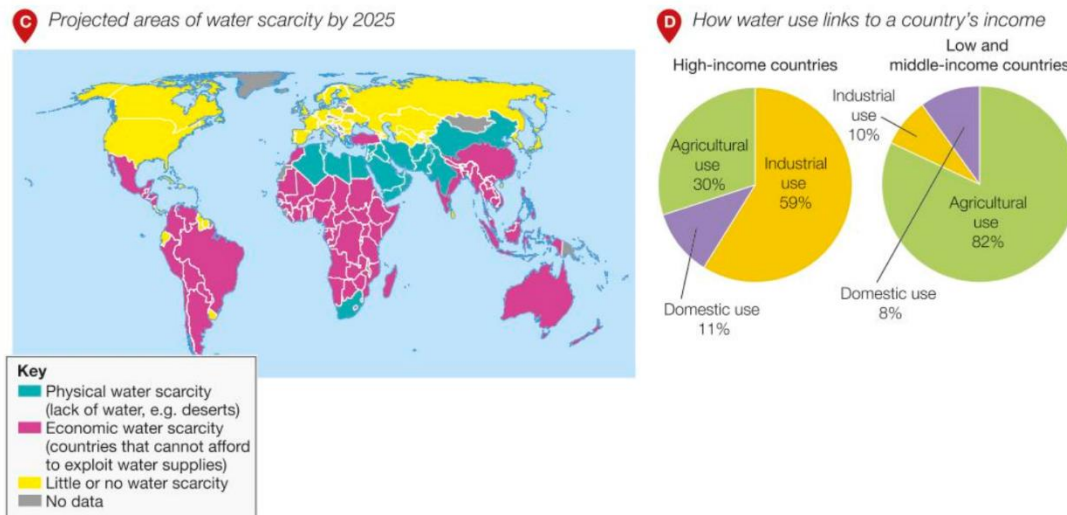 C Projected areas of water scarcity by 2025
Key
Physical water scarcity
(lack of water, e.g. deserts)
Economic water scarcity
(countries that cannot afford
to exploit water supplies)
Little or no water scarcity
No data
D How water use links to a country's income
High-income countries
Agricultural
use
30%
Industrial
use
59%
Domestic use
11%
Low and
middle-income countries
Industrial
use
10%
Agricultural
use
82%
Domestic use
8%